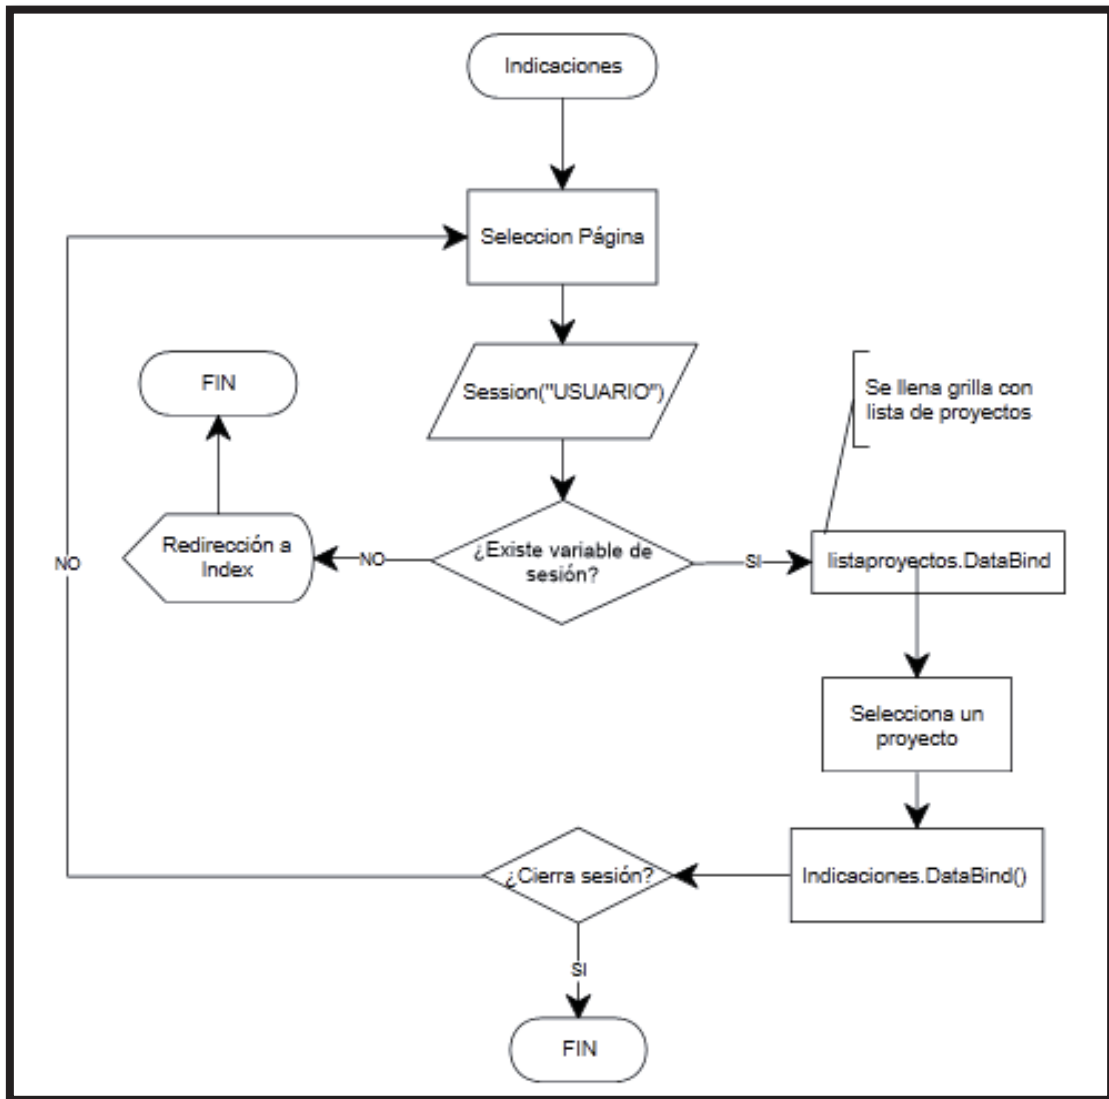 Indicaciones
Seleccion Página
Session("USUARIO")
FIN
Se llena grilla con
lista de proyectos
¿Existe variable de
sesión?
NO
Redirección a
Index
SI
listaproyectos.DataBind
NO
Selecciona un
proyecto
Indicaciones.DataBind()
¿Cierra sesión?
SI
FIN